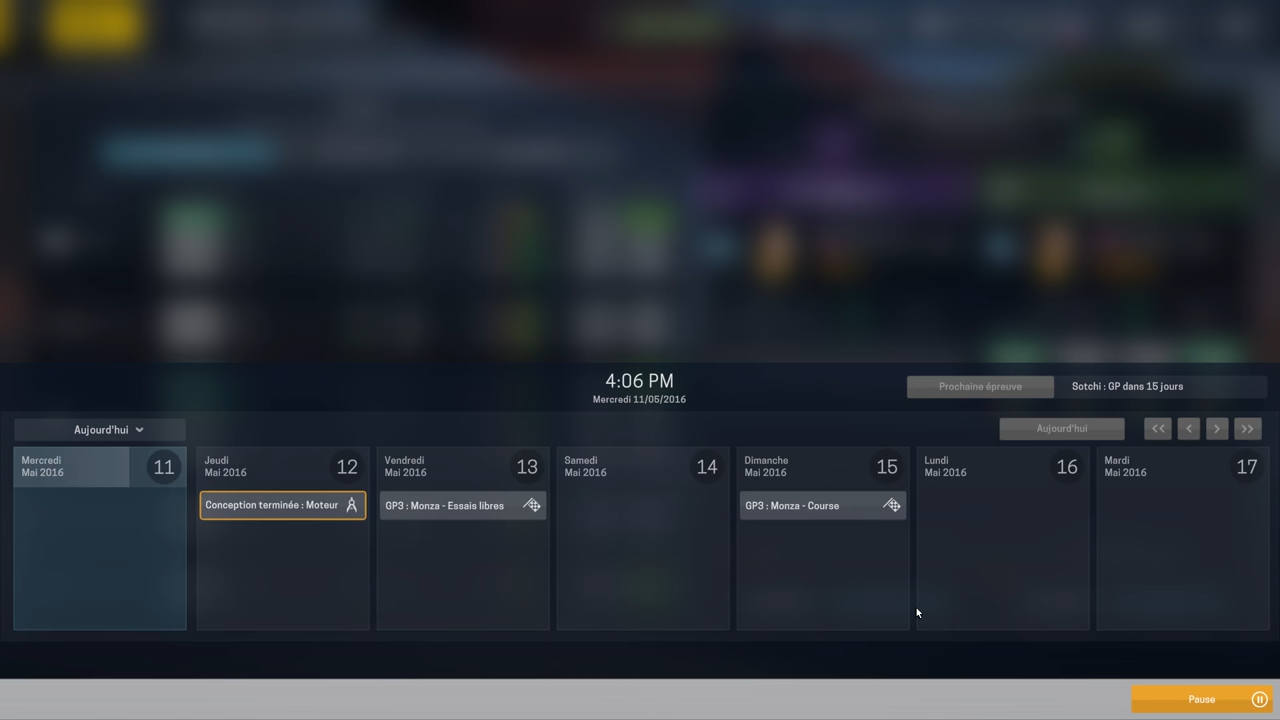 4:06 PM
Mercredi 11/05/2016
Prochaine épreuve
Sotchi : GP dans 15 jours
Aujourd'hui
Aujourd'hui
<<
<
>
>>
Mercredi
Mai 2016
11
Jeudi
Mai 2016
12
Vendredi
Mai 2016
13
Samedi
Mai 2016
14
Dimanche
Mai 2016
15
Lundi
Mai 2016
16
Mardi
Mai 2016
17
Conception terminée : Moteur
GP3 : Monza - Essais libres
GP3 : Monza - Course
Pause